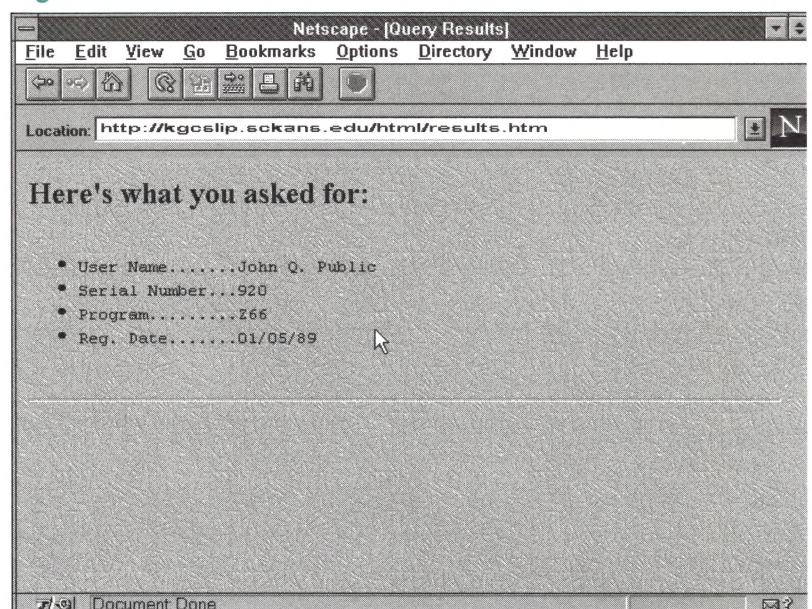 Netscape - [Query Results]
File Edit View Go Bookmarks Options Directory Window Help
Location: http://kgcslip.sckans.edu/html/results.htm
N
Here's what you asked for:
• User Name.......John Q. Public
• Serial Number...920
• Program.........Z66
• Reg. Date.......01/05/89
Document Done
?